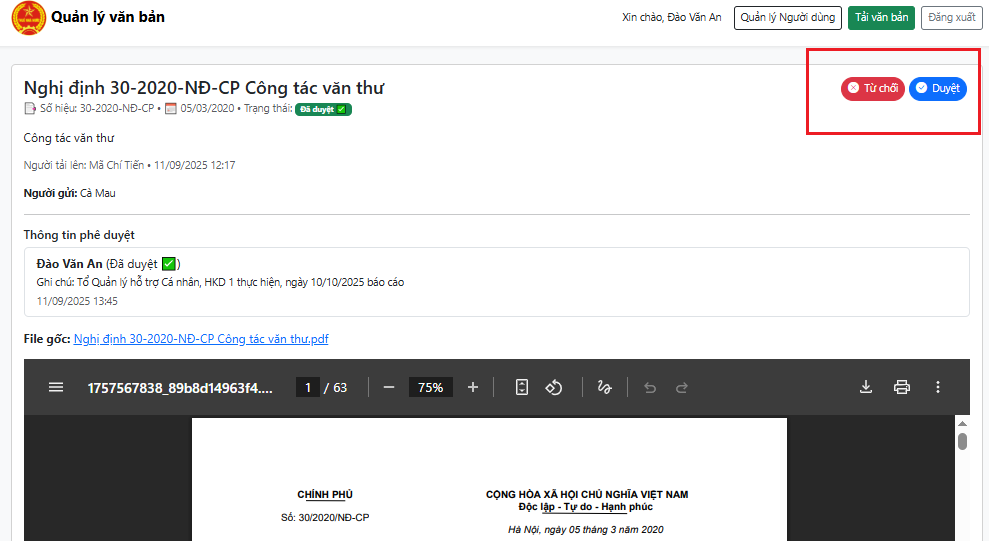 Quản lý văn bản
Xin chào, Đào Văn An
Quản lý Người dùng
Tải văn bản
Đăng xuất
Nghị định 30-2020-NĐ-CP Công tác văn thư
Từ chối
Duyệt
Số hiệu: 30-2020-NĐ-CP • 05/03/2020 • Trạng thái: Đã duyệt ✅
Công tác văn thư
Người tải lên: Mã Chí Tiến • 11/09/2025 12:17
Người gửi: Cà Mau
Thông tin phê duyệt
Đào Văn An (Đã duyệt ✅)
Ghi chú: Tổ Quản lý hỗ trợ Cá nhân, HKD 1 thực hiện, ngày 10/10/2025 báo cáo
11/09/2025 13:45
File gốc: Nghị định 30-2020-NĐ-CP Công tác văn thư.pdf
1757567838_89b8d14963f4....
1 / 63
75%
CHÍNH PHỦ
CỘNG HÒA XÃ HỘI CHỦ NGHĨA VIỆT NAM
Độc lập - Tự do - Hạnh phúc
Số: 30/2020/NĐ-CP
Hà Nội, ngày 05 tháng 3 năm 2020